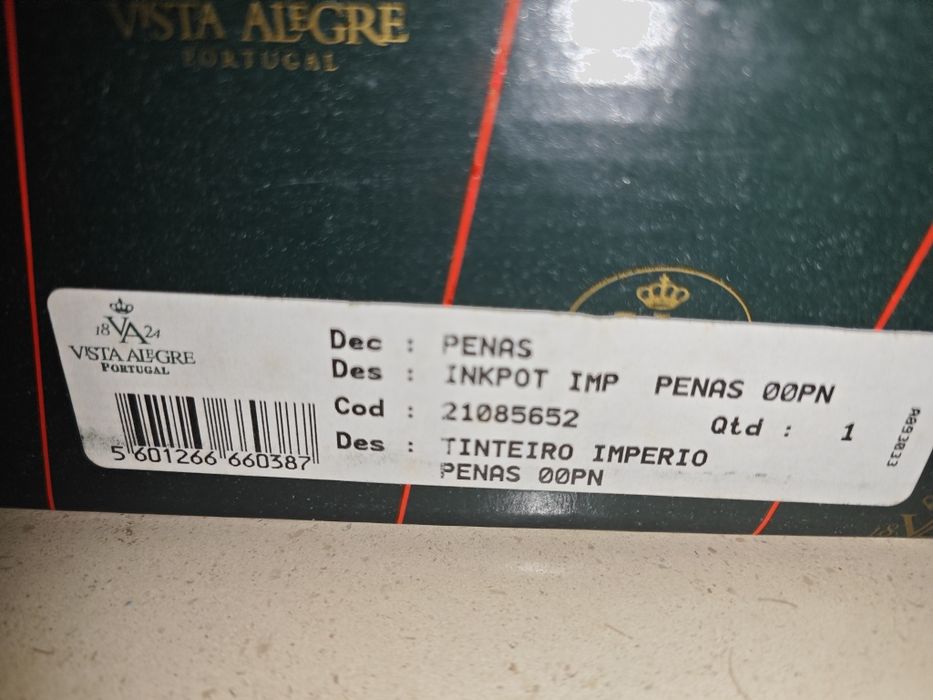 VISTA ALEGRE
PORTUGAL
18 VA 24
VISTA ALEGRE
PORTUGAL
5 601266 660387
Dec : PENAS
Des : INKPOT IMP PENAS 00PN
Cod : 21085652 Qtd : 1
Des : TINTEIRO IMPERIO
PENAS 00PN
A093033